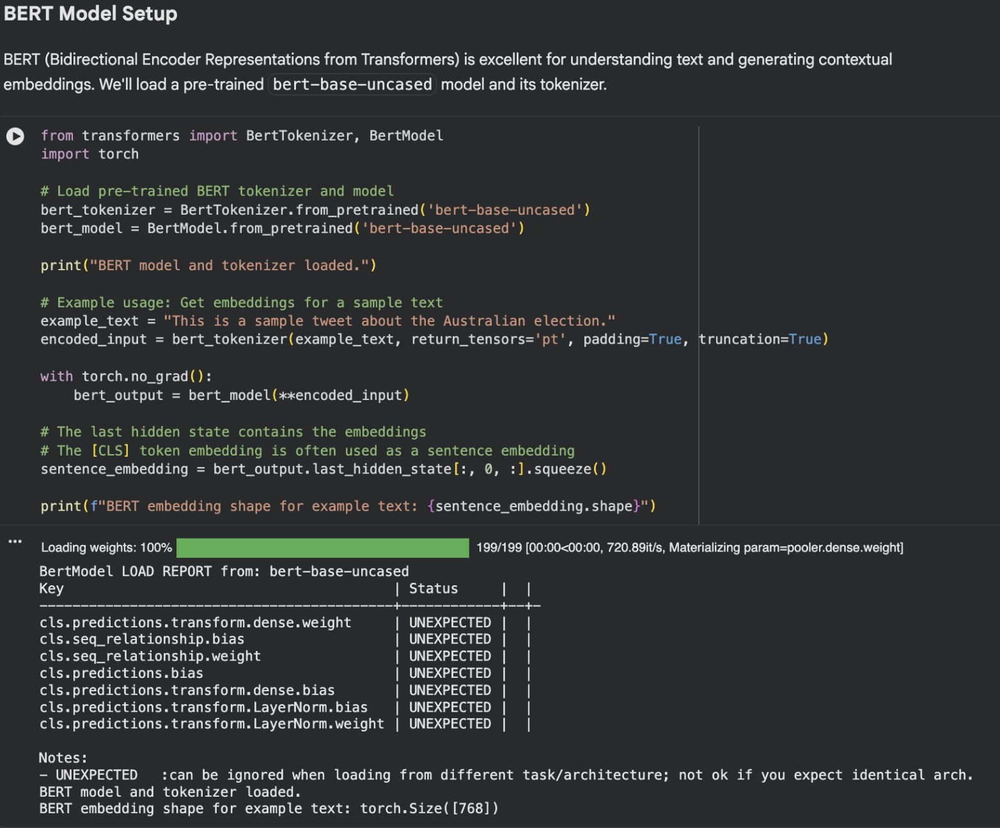 BERT Model Setup
BERT (Bidirectional Encoder Representations from Transformers) is excellent for understanding text and generating contextual
embeddings. We'll load a pre-trained bert-base-uncased model and its tokenizer.
from transformers import BertTokenizer, BertModel
import torch
# Load pre-trained BERT tokenizer and model
bert_tokenizer = BertTokenizer.from_pretrained('bert-base-uncased')
bert_model = BertModel.from_pretrained('bert-base-uncased')
print("BERT model and tokenizer loaded.")
# Example usage: Get embeddings for a sample text
example_text = "This is a sample tweet about the Australian election."
encoded_input = bert_tokenizer(example_text, return_tensors='pt', padding=True, truncation=True)
with torch.no_grad():
    bert_output = bert_model(**encoded_input)
# The last hidden state contains the embeddings
# The [CLS] token embedding is often used as a sentence embedding
sentence_embedding = bert_output.last_hidden_state[:, 0, :].squeeze()
print(f"BERT embedding shape for example text: {sentence_embedding.shape}")
Loading weights: 100% 199/199 [00:00<00:00, 720.89it/s, Materializing param=pooler.dense.weight]
BertModel LOAD REPORT from: bert-base-uncased
Key                                        | Status     |  |
-------------------------------------------+------------+--+-
cls.predictions.transform.dense.weight     | UNEXPECTED |  |
cls.seq_relationship.bias                  | UNEXPECTED |  |
cls.seq_relationship.weight                | UNEXPECTED |  |
cls.predictions.bias                       | UNEXPECTED |  |
cls.predictions.transform.dense.bias       | UNEXPECTED |  |
cls.predictions.transform.LayerNorm.bias   | UNEXPECTED |  |
cls.predictions.transform.LayerNorm.weight | UNEXPECTED |  |
Notes:
- UNEXPECTED   :can be ignored when loading from different task/architecture; not ok if you expect identical arch.
BERT model and tokenizer loaded.
BERT embedding shape for example text: torch.Size([768])